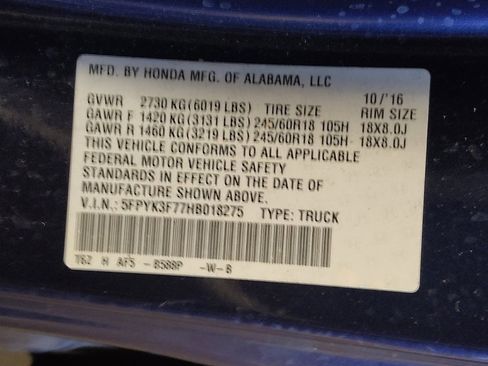 MFD. BY HONDA MFG. OF ALABAMA, LLC
10/'16
GVWR 2730 KG(6019 LBS) TIRE SIZE RIM SIZE
GAWR F 1420 KG(3131 LBS) 245/60R18 105H 18X8.0J
GAWR R 1460 KG(3219 LBS) 245/60R18 105H 18X8.0J
THIS VEHICLE CONFORMS TO ALL APPLICABLE
FEDERAL MOTOR VEHICLE SAFETY
STANDARDS IN EFFECT ON THE DATE OF
MANUFACTURE SHOWN ABOVE.
V.I.N.: 5FPYK3F77HB018275 TYPE: TRUCK
T6Z H AF5 -B588P -W-B